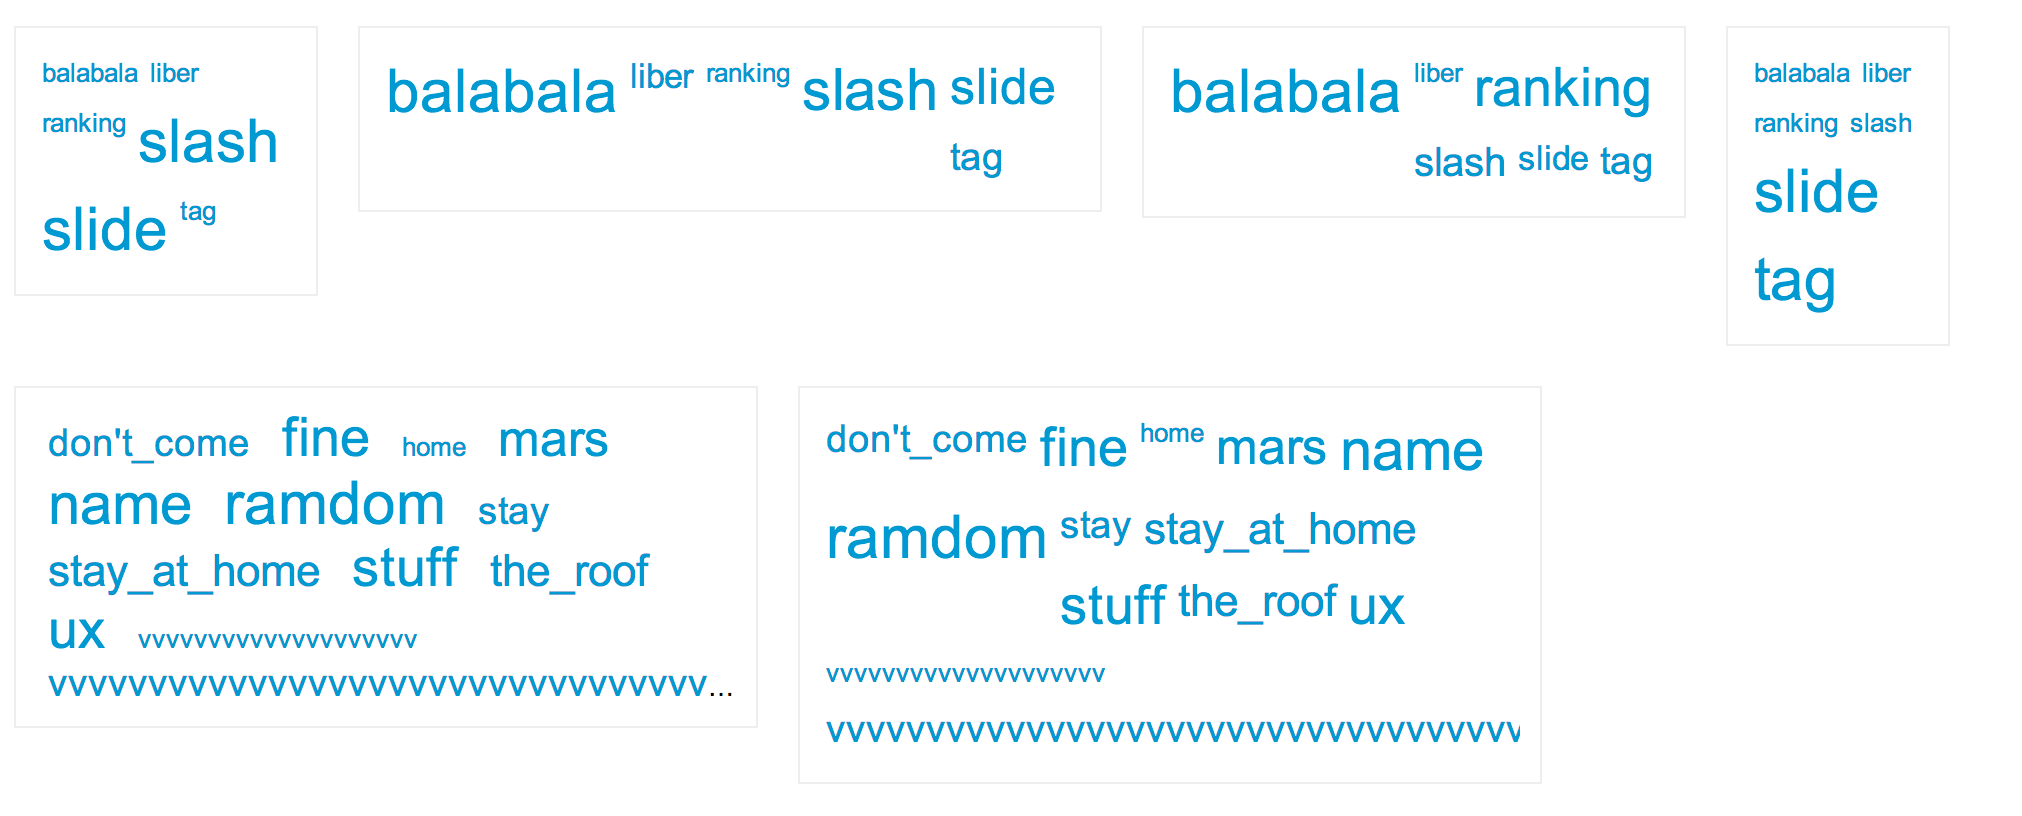 balabala liber
ranking slash
slide tag
balabala liber ranking slash slide
tag
balabala liber ranking
slash slide tag
balabala liber
ranking slash
slide
tag
don't_come fine home mars
name ramdom stay
stay_at_home stuff the_roof
ux vvvvvvvvvvvvvvvvvvvv
vvvvvvvvvvvvvvvvvvvvvvvvvvvvvvvvv...
don't_come fine home mars name
ramdom stay stay_at_home
stuff the_roof ux
vvvvvvvvvvvvvvvvvvvv
vvvvvvvvvvvvvvvvvvvvvvvvvvvvvvvvvvv